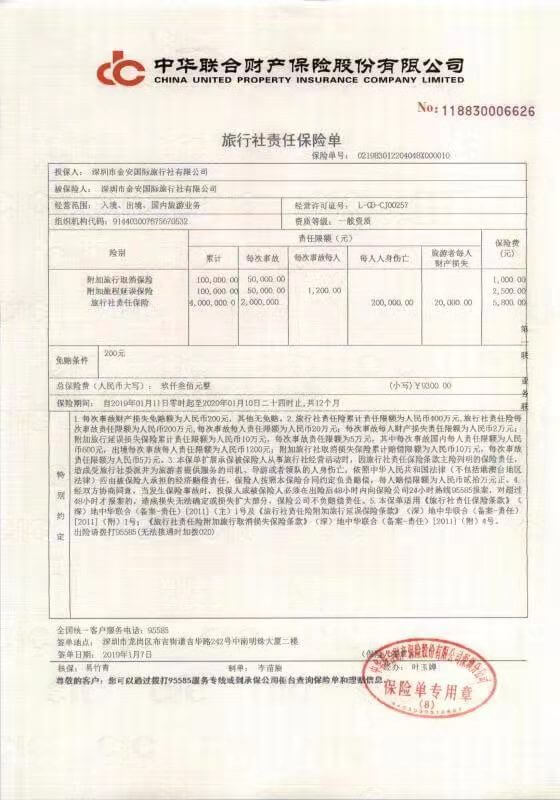 中华联合财产保险股份有限公司
CHINA UNITED PROPERTY INSURANCE COMPANY LIMITED
No: 118830006626
旅行社责任保险单
保险单号: 021983012204048X000010
投保人: 深圳市金安国际旅行社有限公司
被保险人: 深圳市金安国际旅行社有限公司
经营范围: 入境、出境、国内旅游业务 经营许可证号: L-GD-CJ00257
组织机构代码: 914403007675670532 资质等级: 一般资质
险别 责任限额(元) 保险费(元)
累计 每次事故 每次事故每人 每人人身伤亡 旅游者每人财产损失
附加旅行取消保险 100,000.00 50,000.00 1,000.00
附加旅程延误保险 100,000.00 50,000.00 1,200.00 2,500.00
旅行社责任保险 4,000,000.0 2,000,000. 200,000.00 20,000.00 5,800.00
免赔条件 200元
总保险费(人民币大写): 玖仟叁佰元整 (小写)¥9300.00
保险期间: 自2019年01月11日零时起至2020年01月10日二十四时止,共12个月
特别约定
1.每次事故财产损失免赔额为人民币200元,其他无免赔。2.旅行社责任险累计责任限额为人民币400万元,旅行社责任险每
次事故责任限额为人民币200万元,每次事故每人责任限额为人民币20万元;每次事故每人财产损失责任限额为人民币2万元;
附加旅行延误损失保险累计责任限额为人民币10万元,每次事故责任限额为5万元,其中每次事故国内每人责任限额为人民币
600元,出境每次事故每人责任限额为人民币1200元;附加旅行社旅行取消损失保险累计赔偿限额为人民币10万元,每次事故责
任限额为人民币5万元。3.本保单扩展承保被保险人从事旅行社经营活动时,因旅行社责任保险条款主险列明的保险责任,
造成受旅行社委派并为旅游者提供服务的司机、导游或者领队的人身伤亡,依照中华人民共和国法律(不包括港澳台地区
法律)应由被保险人承担的经济赔偿责任,保险人按照本保险合同约定负责赔偿,每人赔偿限额为人民币贰拾万元正。4.
经双方协商同意,当发生保险事故时,投保人或被保险人必须在出险后48小时内向保险公司24小时热线95585报案,对超过
48小时才报案的,造成损失无法确定或损失扩大部分,保险公司不负赔偿责任。5.本保单适用《旅行社责任保险条款》(
深)地中华联合(备案-责任)[2011](主)1号及《旅行社责任险附加旅行延误保险条款》(深)地中华联合(备案-责任)
[2011](附)1号;《旅行社责任险附加旅行取消损失保险条款》(深)地中华联合(备案-责任)[2011](附)4号。
出险请拨打95585(无法接通时加拨020)
第一联
业务联
全国统一客户服务电话: 95585
签单地点: 深圳市龙岗区布吉街道吉华路242号中南明珠大厦二楼
签单日期: 2019年1月7日
核保: 易竹青 制单: 岑苗施 经办: 叶玉婵
尊敬的客户: 您可以通过拨打95585服务专线或到承保公司柜台查询保险单和理赔信息。
保险单专用章
(8)